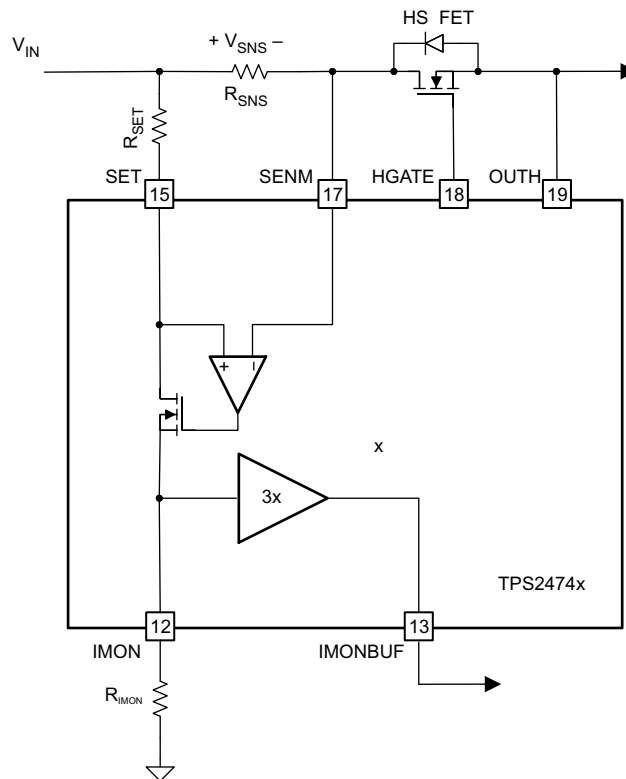 HS FET
V_IN
+ V_SNS –
R_SNS
R_SET
SET
SENM
HGATE
OUTH
15
17
18
19
+
–
x
3x
TPS2474x
12
13
IMON
IMONBUF
R_IMON